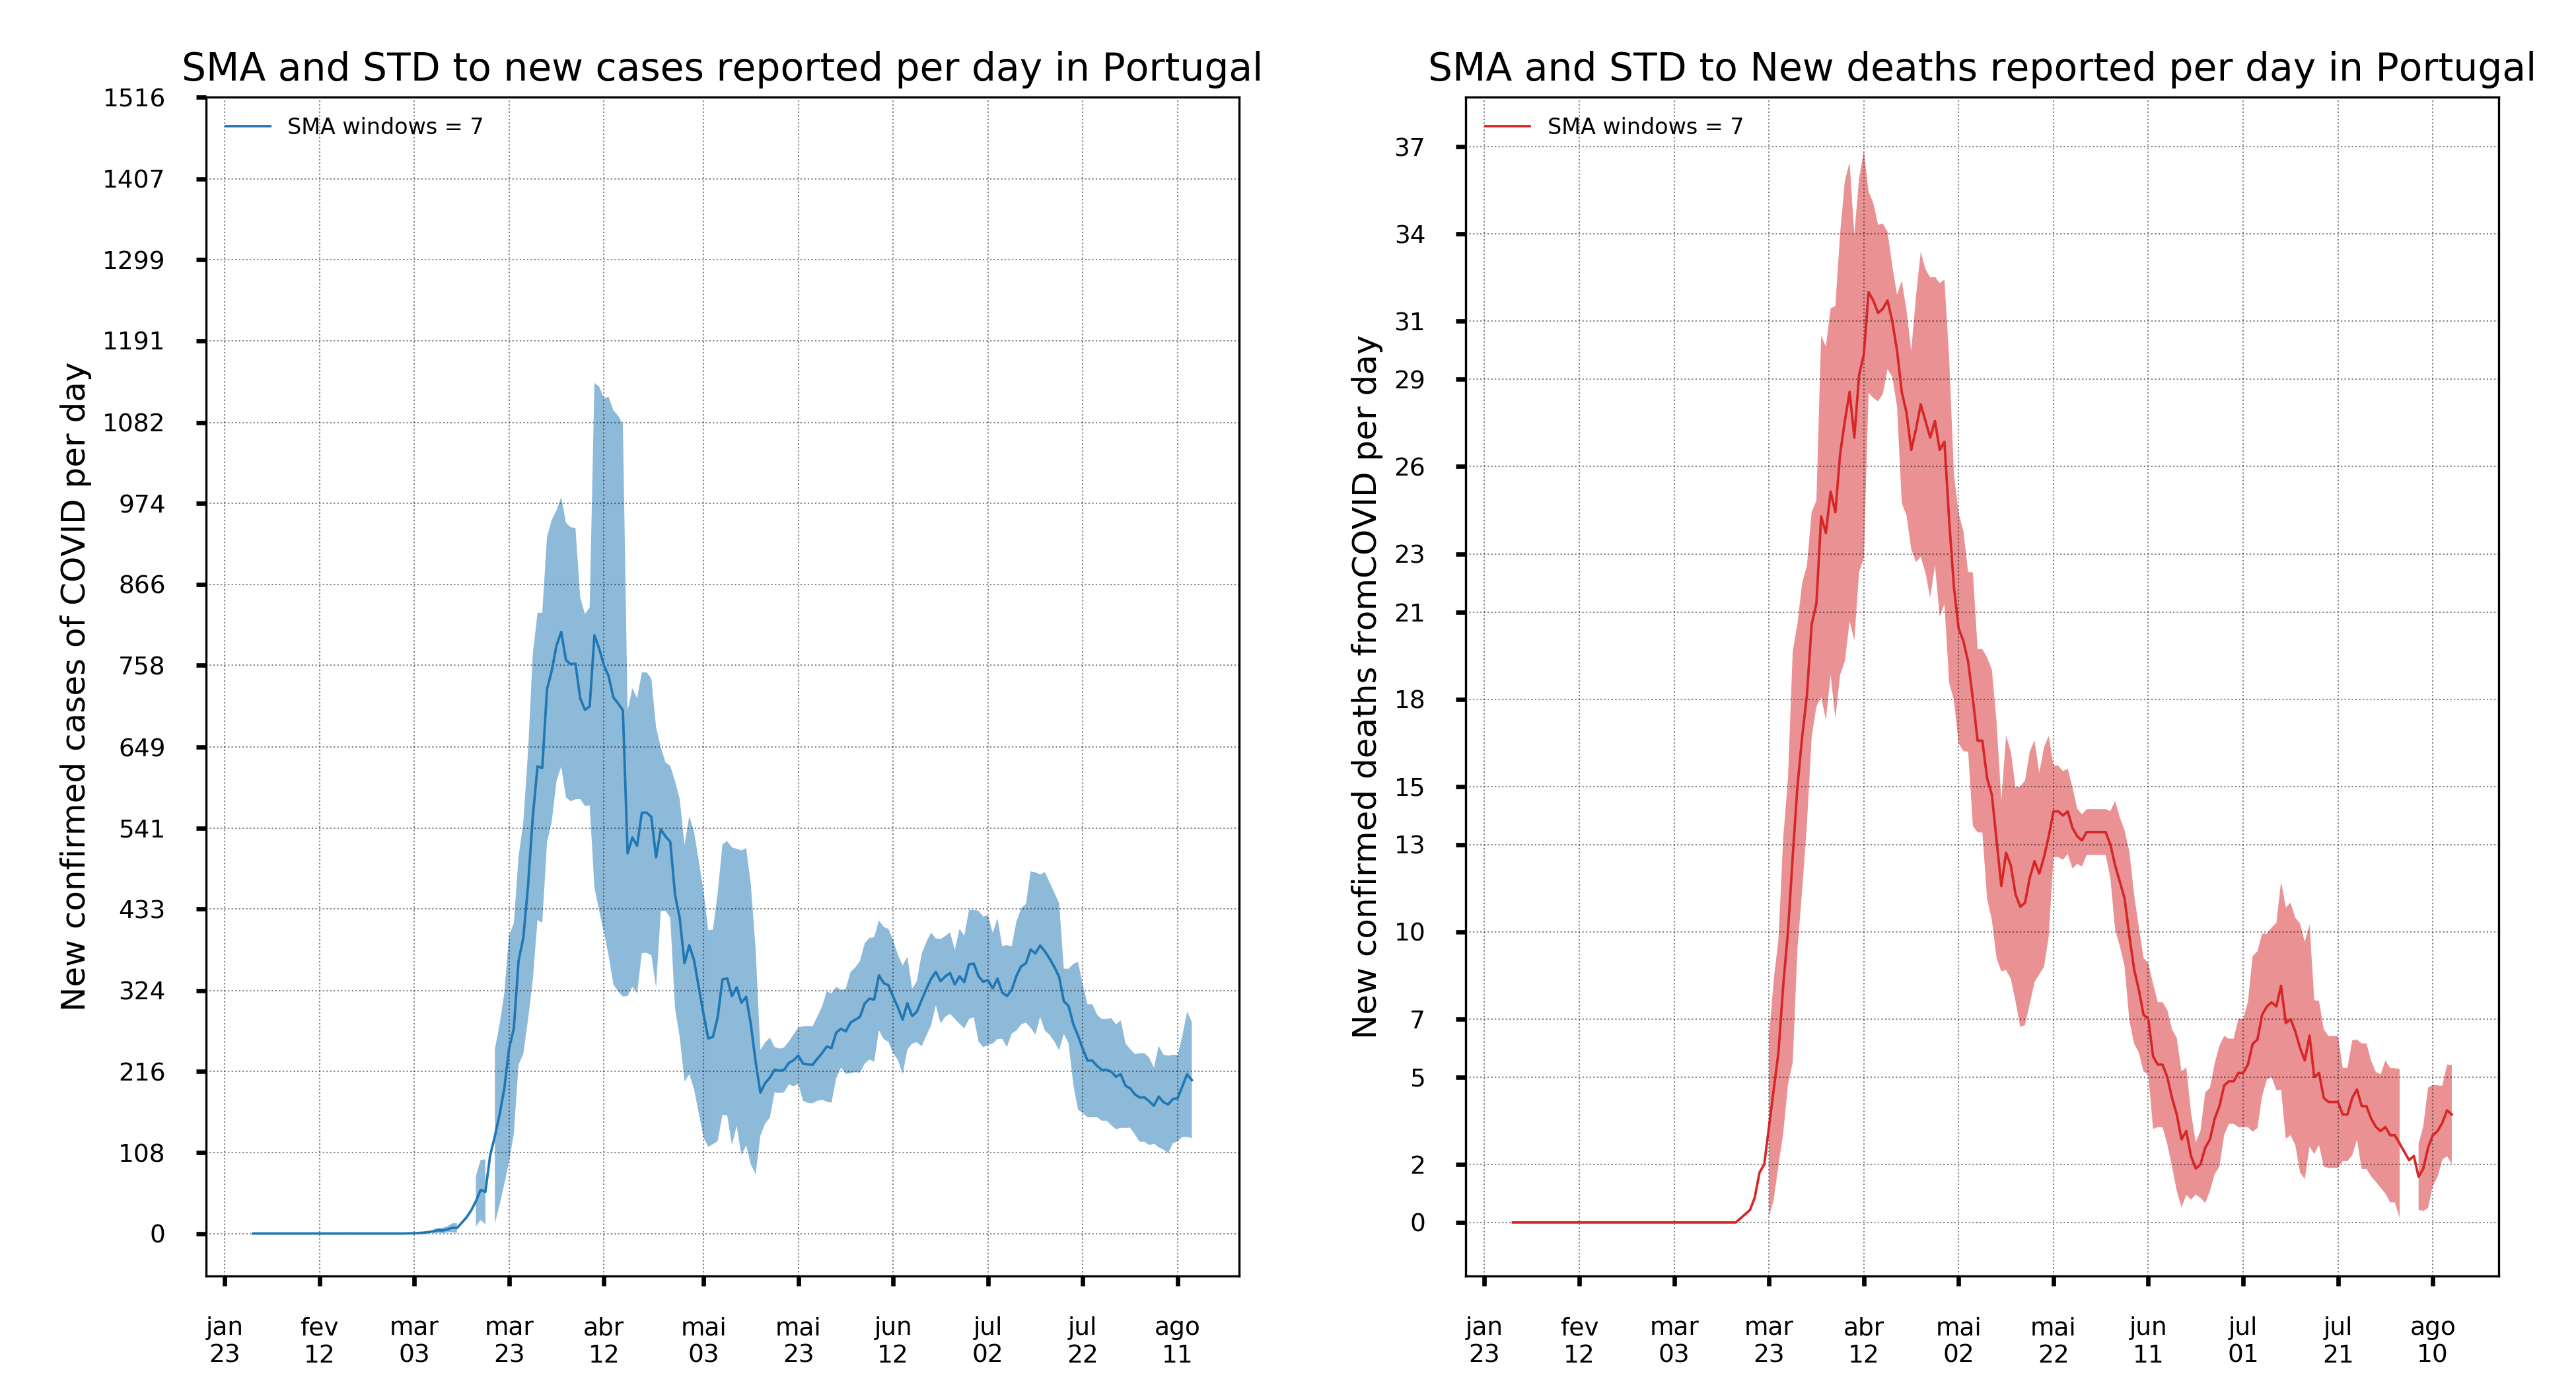 SMA and STD to new cases reported per day in Portugal
SMA windows = 7
New confirmed cases of COVID per day
1516
1407
1299
1191
1082
974
866
758
649
541
433
324
216
108
0
jan 23
fev 12
mar 03
mar 23
abr 12
mai 03
mai 23
jun 12
jul 02
jul 22
ago 11
SMA and STD to New deaths reported per day in Portugal
SMA windows = 7
New confirmed deaths fromCOVID per day
37
34
31
29
26
23
21
18
15
13
10
7
5
2
0
jan 23
fev 12
mar 03
mar 23
abr 12
mai 02
mai 22
jun 11
jul 01
jul 21
ago 10